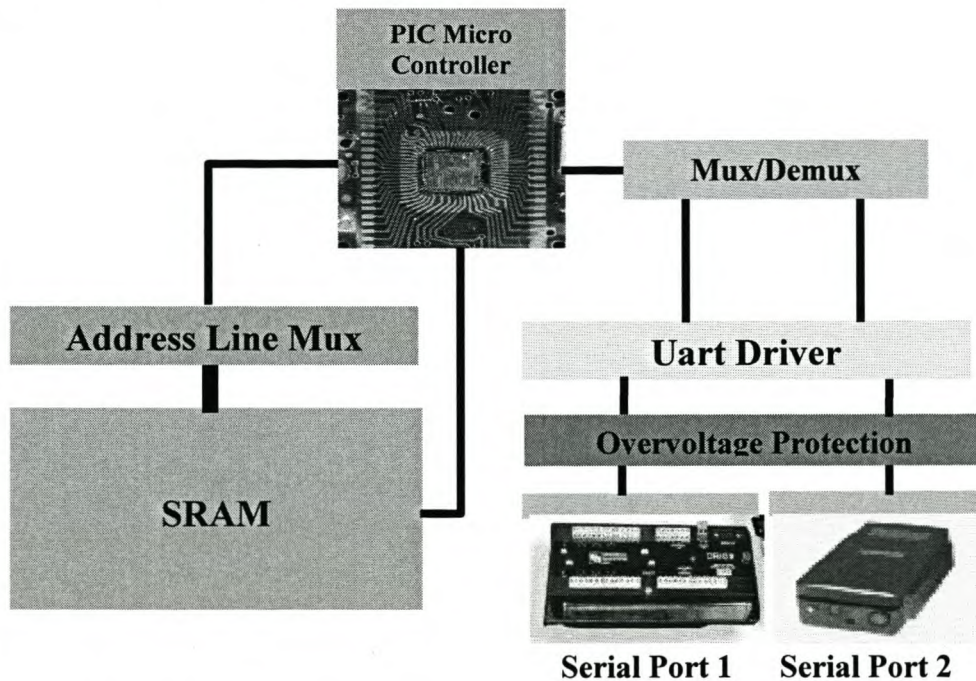 PIC Micro
Controller
Mux/Demux
Address Line Mux
Uart Driver
Overvoltage Protection
SRAM
Serial Port 1
Serial Port 2